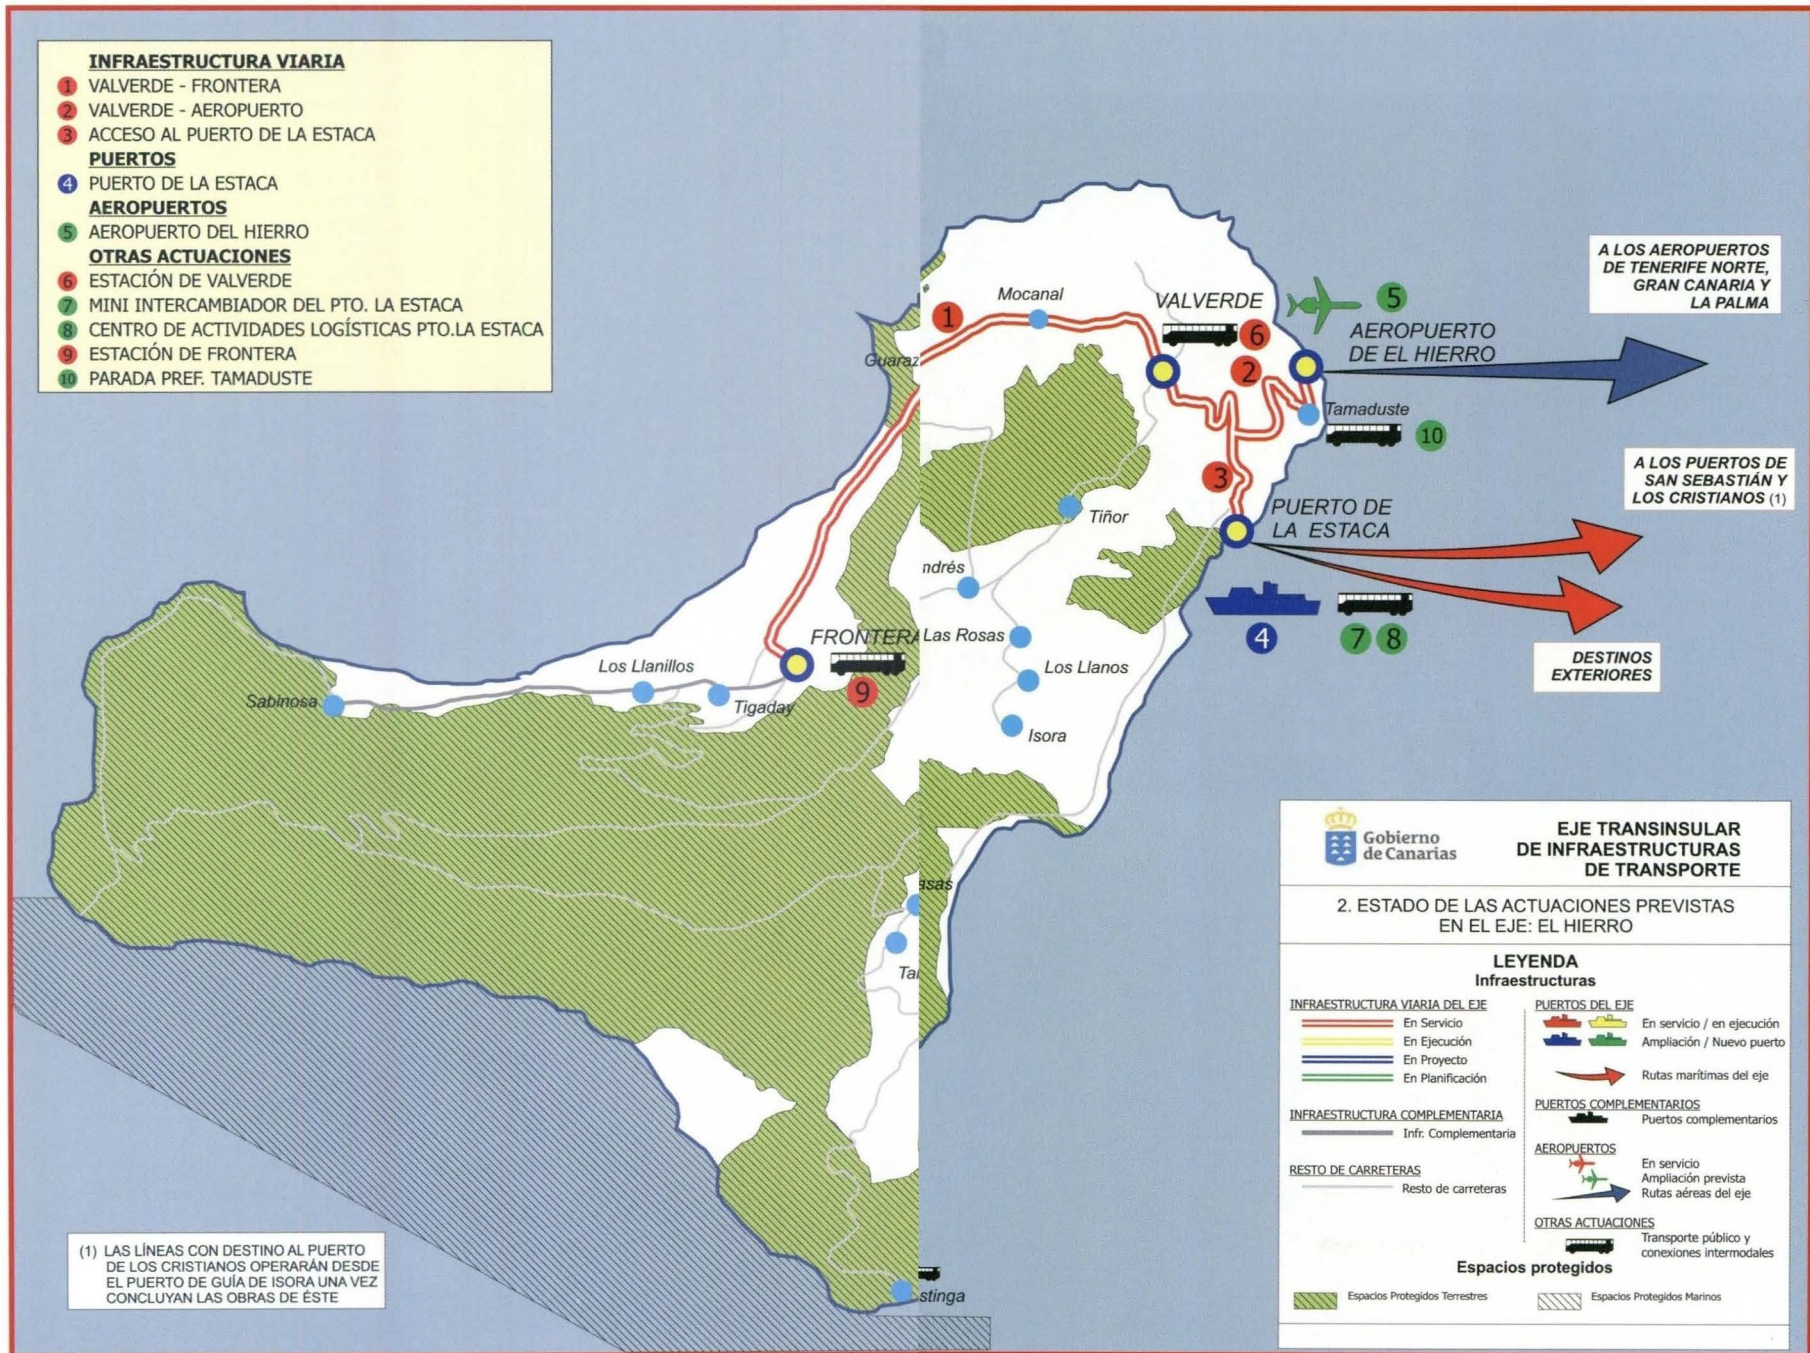 INFRAESTRUCTURA VIARIA
1 VALVERDE - FRONTERA
2 VALVERDE - AEROPUERTO
3 ACCESO AL PUERTO DE LA ESTACA
PUERTOS
4 PUERTO DE LA ESTACA
AEROPUERTOS
5 AEROPUERTO DEL HIERRO
OTRAS ACTUACIONES
6 ESTACIÓN DE VALVERDE
7 MINI INTERCAMBIADOR DEL PTO. LA ESTACA
8 CENTRO DE ACTIVIDADES LOGÍSTICAS PTO.LA ESTACA
9 ESTACIÓN DE FRONTERA
10 PARADA PREF. TAMADUSTE
A LOS AEROPUERTOS
DE TENERIFE NORTE,
GRAN CANARIA Y
LA PALMA
Mocanal
VALVERDE
1
6
5
AEROPUERTO
DE EL HIERRO
Guaraz
2
Tamaduste
10
A LOS PUERTOS DE
SAN SEBASTIÁN Y
LOS CRISTIANOS (1)
3
PUERTO DE
LA ESTACA
Tiñor
ndrés
4
7
8
DESTINOS
EXTERIORES
FRONTERA
9
Las Rosas
Los Llanos
Isora
Los Llanillos
Tigaday
Sabinosa
asas
Tai
stinga
Gobierno
de Canarias
EJE TRANSINSULAR
DE INFRAESTRUCTURAS
DE TRANSPORTE
2. ESTADO DE LAS ACTUACIONES PREVISTAS
EN EL EJE: EL HIERRO
LEYENDA
Infraestructuras
INFRAESTRUCTURA VIARIA DEL EJE
En Servicio
En Ejecución
En Proyecto
En Planificación
INFRAESTRUCTURA COMPLEMENTARIA
Infr. Complementaria
RESTO DE CARRETERAS
Resto de carreteras
PUERTOS DEL EJE
En servicio / en ejecución
Ampliación / Nuevo puerto
Rutas marítimas del eje
PUERTOS COMPLEMENTARIOS
Puertos complementarios
AEROPUERTOS
En servicio
Ampliación prevista
Rutas aéreas del eje
OTRAS ACTUACIONES
Transporte público y
conexiones intermodales
Espacios protegidos
Espacios Protegidos Terrestres
Espacios Protegidos Marinos
(1) LAS LÍNEAS CON DESTINO AL PUERTO
DE LOS CRISTIANOS OPERARÁN DESDE
EL PUERTO DE GUÍA DE ISORA UNA VEZ
CONCLUYAN LAS OBRAS DE ÉSTE